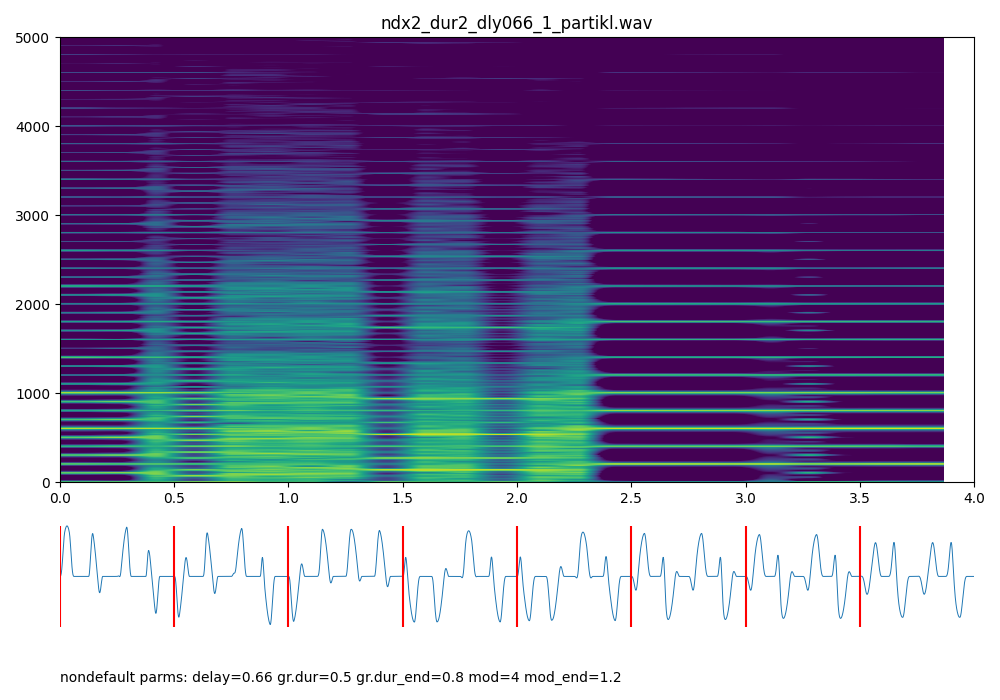 ndx2_dur2_dly066_1_partikl.wav
5000
4000
3000
2000
1000
0
0.0 0.5 1.0 1.5 2.0 2.5 3.0 3.5 4.0
nondefault parms: delay=0.66 gr.dur=0.5 gr.dur_end=0.8 mod=4 mod_end=1.2